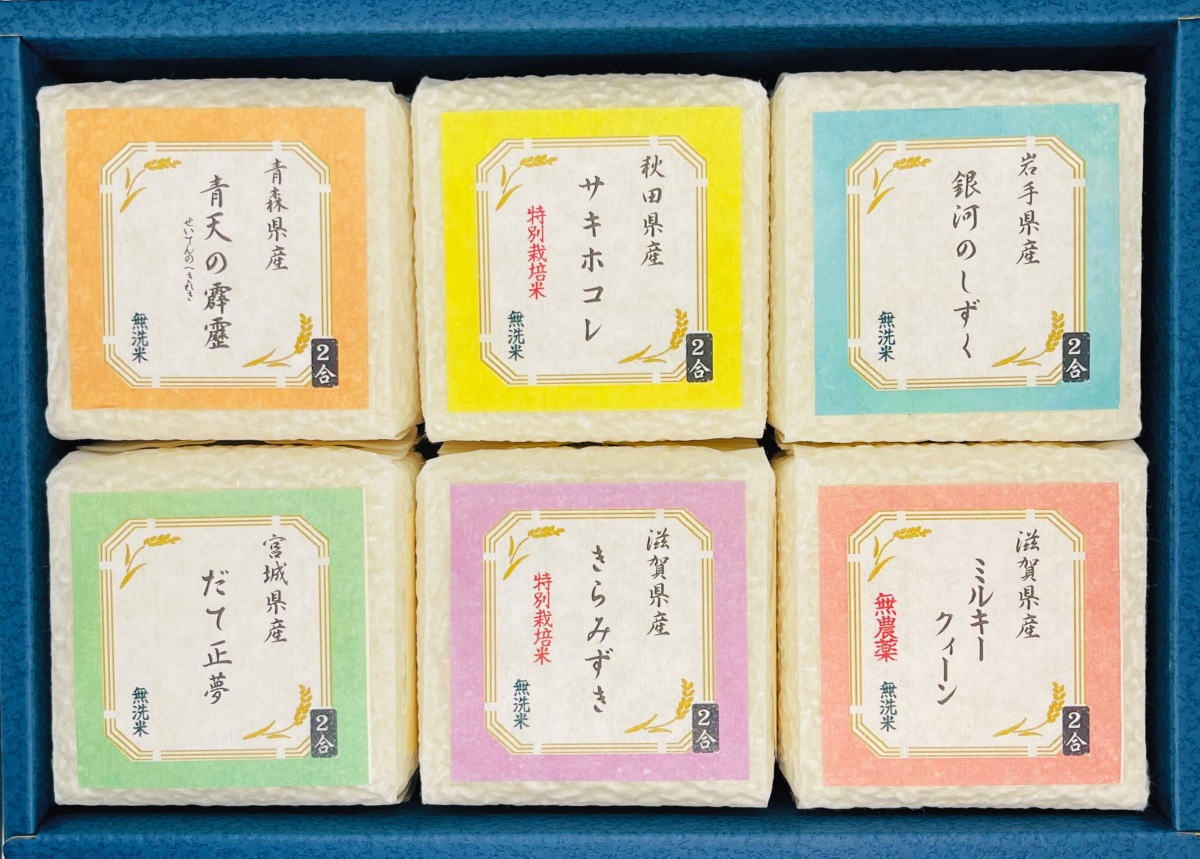 青森県産
青天の霹靂
せいてんのへきれき
無洗米
2合
秋田県産
サキホコレ
特別栽培米
無洗米
2合
岩手県産
銀河のしずく
無洗米
2合
宮城県産
だて正夢
無洗米
2合
滋賀県産
きらみずき
特別栽培米
無洗米
2合
滋賀県産
ミルキー
クィーン
無農薬
無洗米
2合